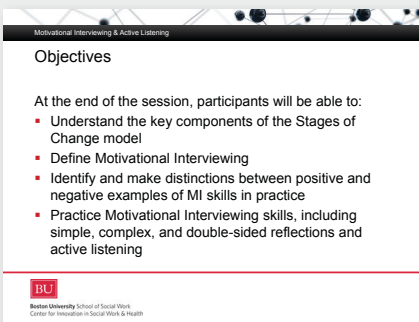 Motivational Interviewing & Active Listening
Objectives
At the end of the session, participants will be able to:
▪ Understand the key components of the Stages of
Change model
▪ Define Motivational Interviewing
▪ Identify and make distinctions between positive and
negative examples of MI skills in practice
▪ Practice Motivational Interviewing skills, including
simple, complex, and double-sided reflections and
active listening
BU
Boston University School of Social Work
Center for Innovation in Social Work & Health